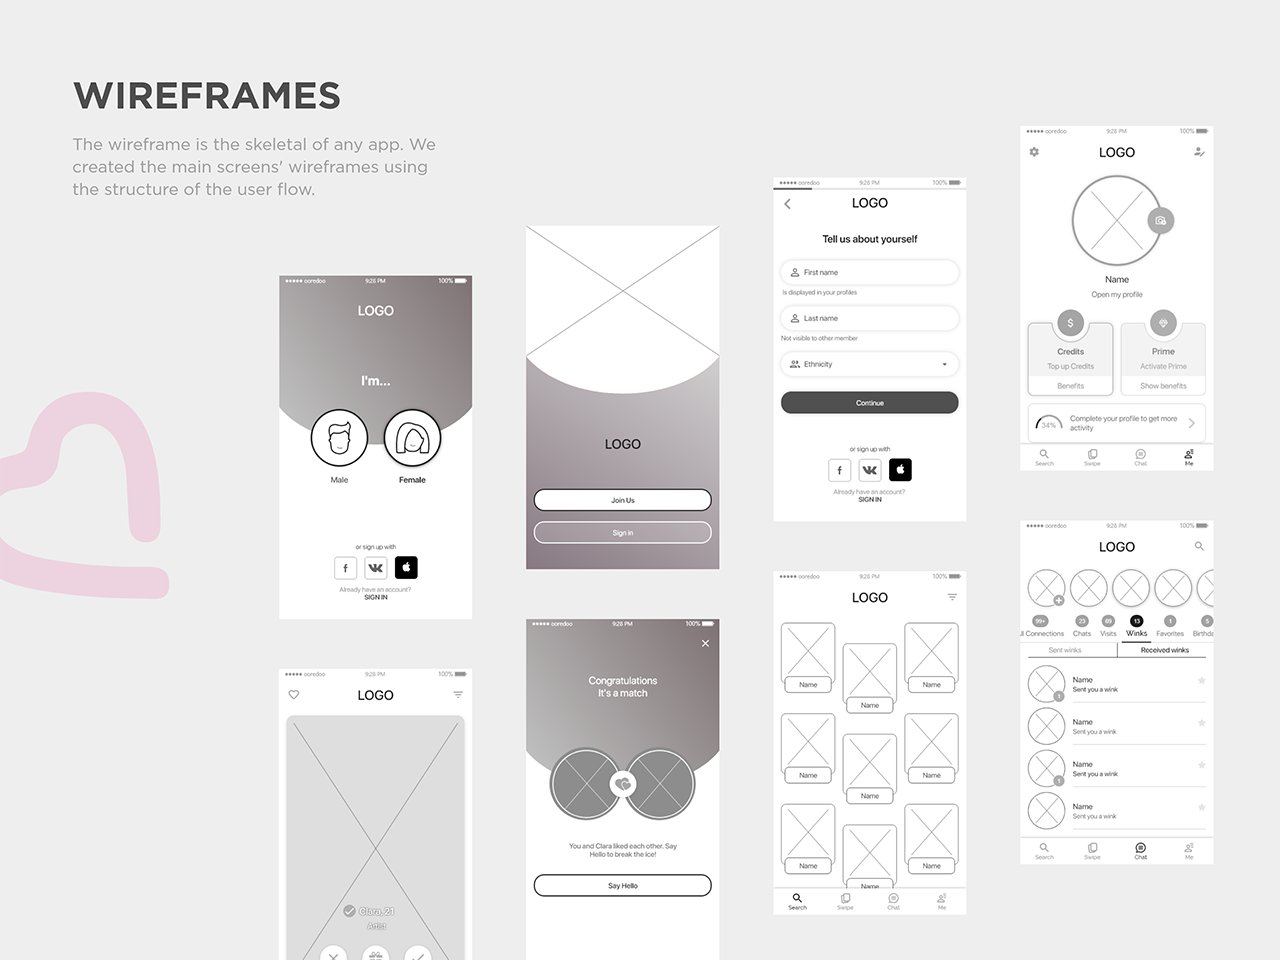 WIREFRAMES
The wireframe is the skeletal of any app. We
created the main screens' wireframes using
the structure of the user flow.
ooredoo 9:28 PM 100%
LOGO
I'm...
Male Female
or sign up with
Already have an account?
SIGN IN
ooredoo 9:28 PM 100%
LOGO
Clara, 21
Artist
LOGO
Join Us
Sign in
ooredoo 9:28 PM 100%
Congratulations
It's a match
You and Clara liked each other. Say
Hello to break the ice!
Say Hello
ooredoo 9:28 PM 100%
LOGO
Tell us about yourself
First name
Is displayed in your profiles
Last name
Not visible to other member
Ethnicity
Continue
or sign up with
Already have an account?
SIGN IN
ooredoo 9:28 PM 100%
LOGO
Name Name
Name
Name Name
Name
Name Name
Name
Search Swipe Chat Me
ooredoo 9:28 PM 100%
LOGO
Name
Open my profile
$
Credits Prime
Top up Credits Activate Prime
Benefits Show benefits
34% Complete your profile to get more
activity
Search Swipe Chat Me
ooredoo 9:28 PM 100%
LOGO
99+ 23 69 13 1 5
ll Connections Chats Visits Winks Favorites Birthda
Sent winks Received winks
Name
Sent you a wink
1
Name
Sent you a wink
Name
Sent you a wink
1
Name
Sent you a wink
Search Swipe Chat Me